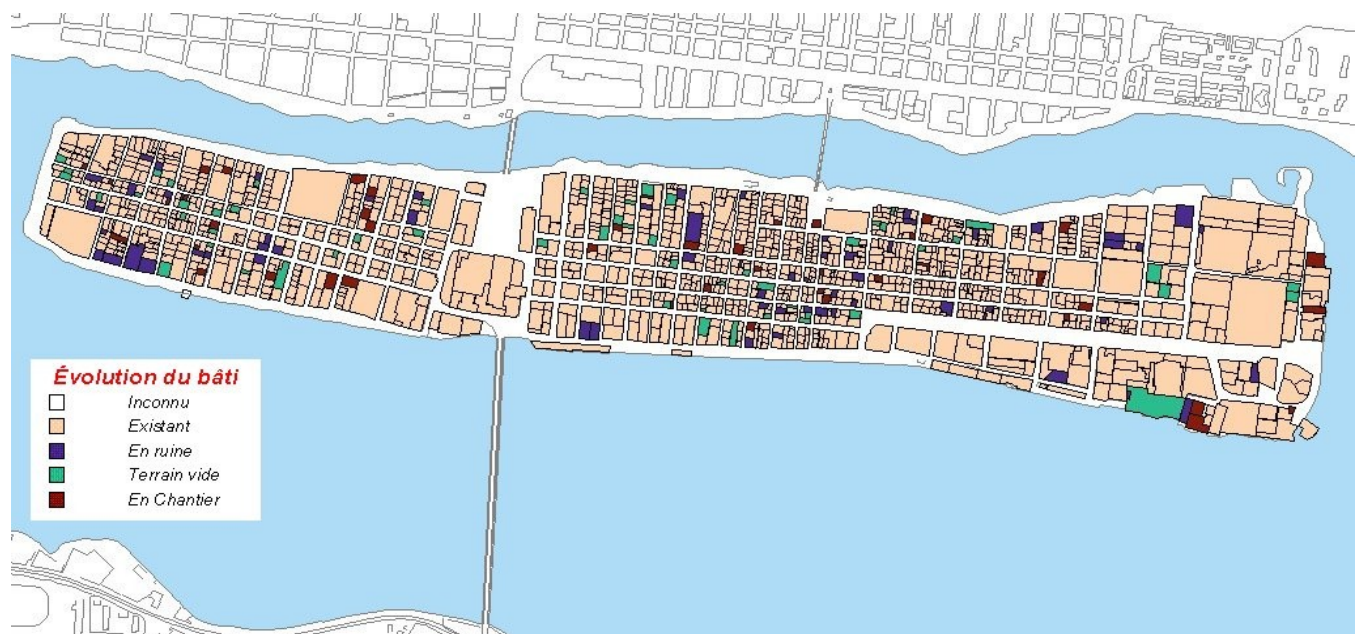 Évolution du bâti
Inconnu
Existant
En ruine
Terrain vide
En Chantier